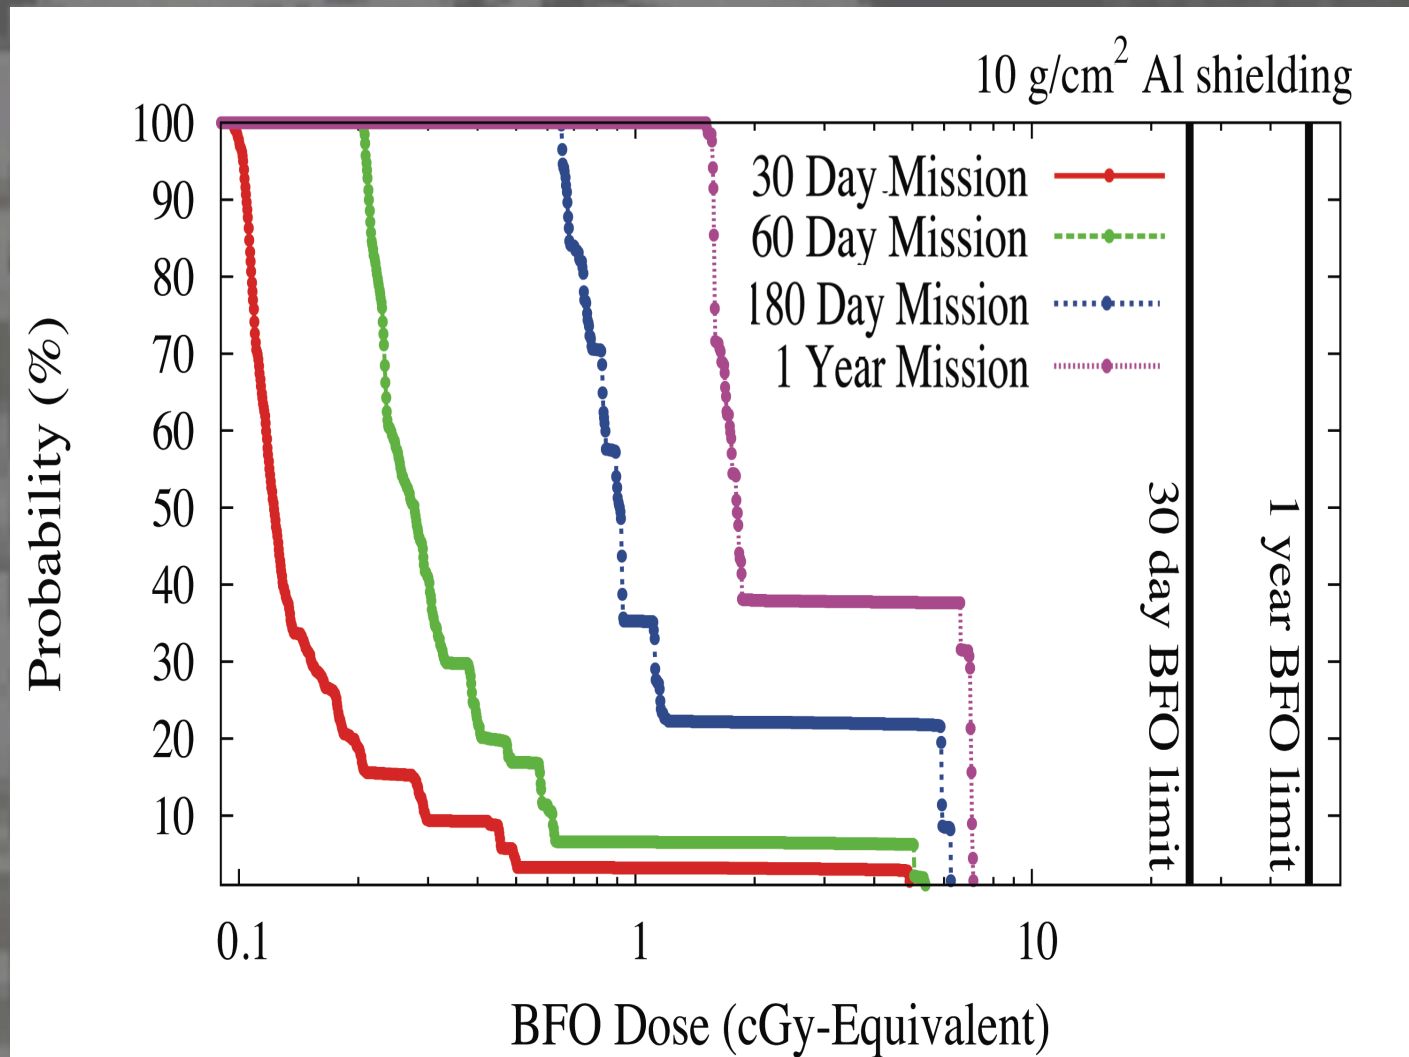 10 g/cm² Al shielding
100
90
80
70
60
50
40
30
20
10
Probability (%)
30 Day Mission
60 Day Mission
180 Day Mission
1 Year Mission
30 day BFO limit
1 year BFO limit
0.1
1
10
BFO Dose (cGy-Equivalent)